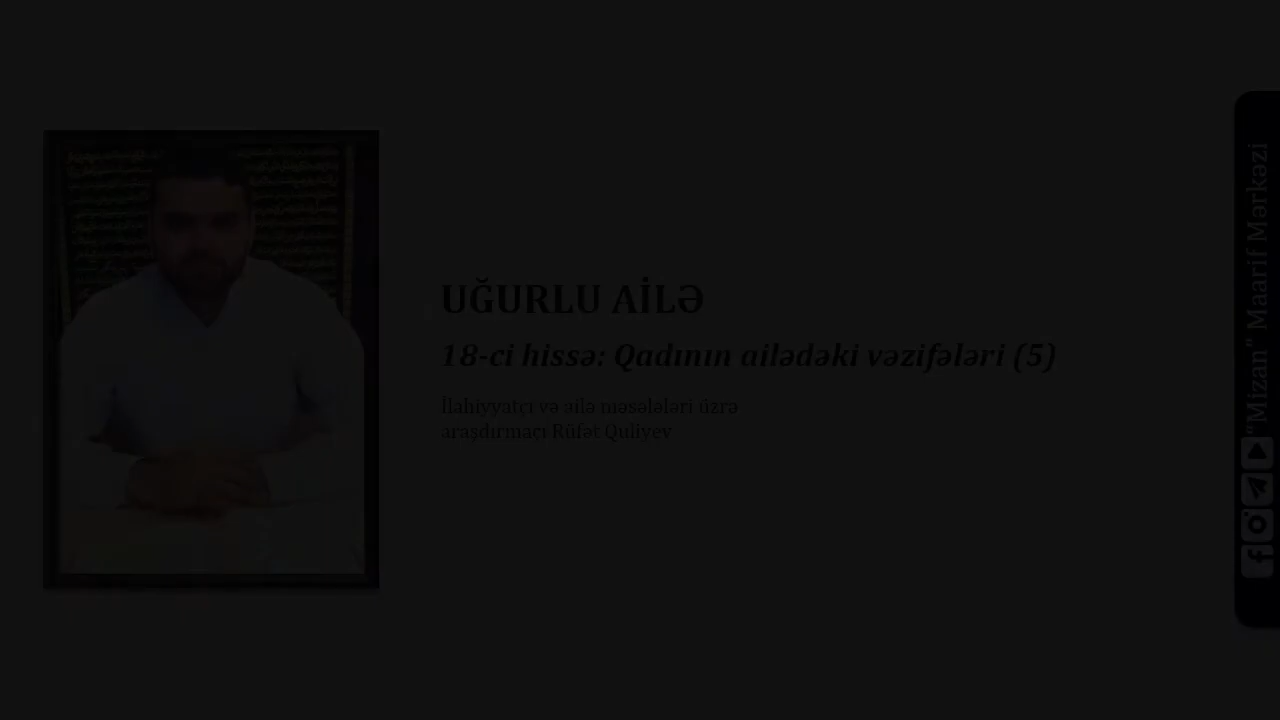 UĞURLU AİLƏ
18-ci hissə: Qadının ailədəki vəzifələri (5)
İlahiyyatçı və ailə məsələləri üzrə
araşdırmaçı Rüfət Quliyev
"Mizan" Maarif Mərkəzi